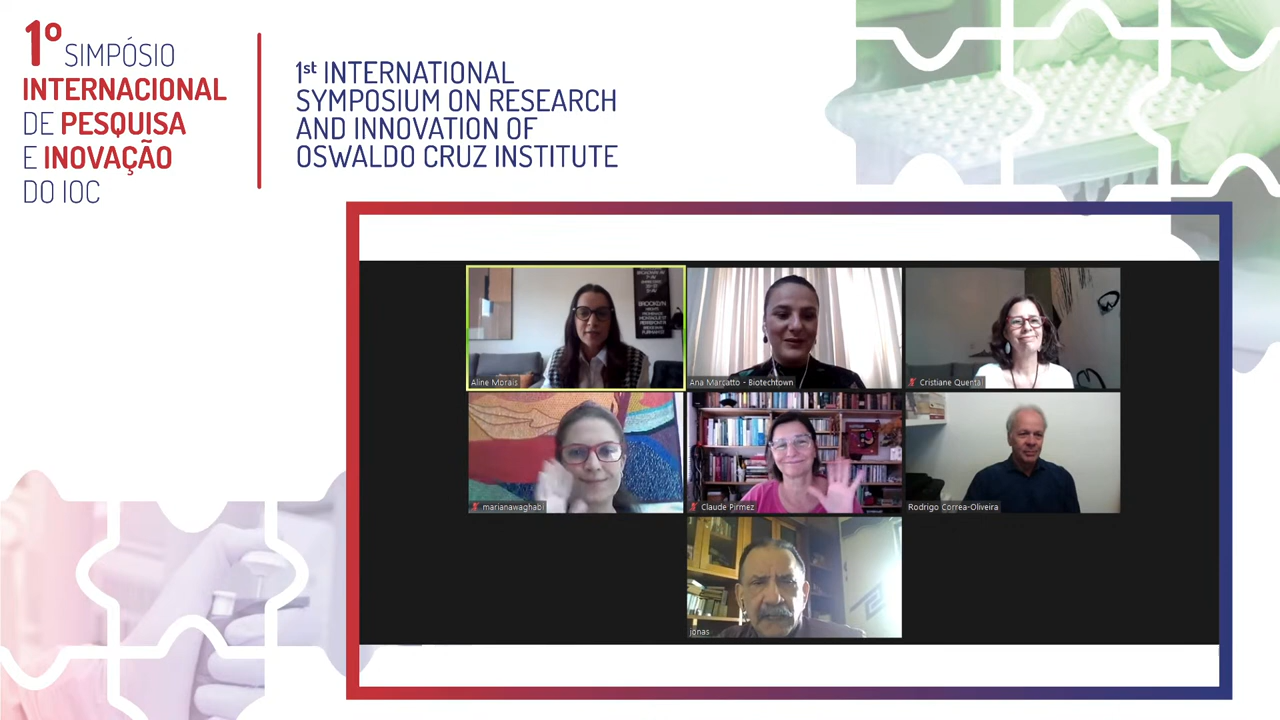 1º SIMPÓSIO
INTERNACIONAL
DE PESQUISA
E INOVAÇÃO
DO IOC
1st INTERNATIONAL
SYMPOSIUM ON RESEARCH
AND INNOVATION OF
OSWALDO CRUZ INSTITUTE
BROOKLYN
Aline Morais
Ana Marcatto - Biotechtown
Cristiane Quental
marianawaghabi
Claude Pirmez
Rodrigo Correa-Oliveira
jonas